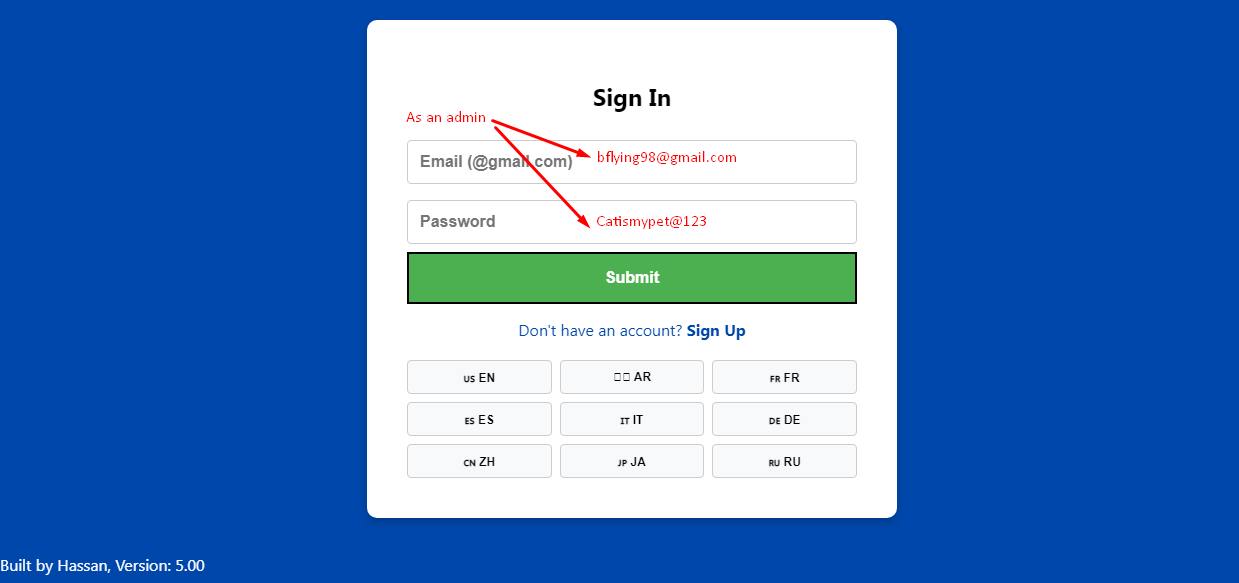 Sign In
As an admin
Email (@gmail.com) bflying98@gmail.com
Password Catismypet@123
Submit
Don't have an account? Sign Up
US EN AR FR FR
ES ES IT IT DE DE
CN ZH JP JA RU RU
Built by Hassan, Version: 5.00